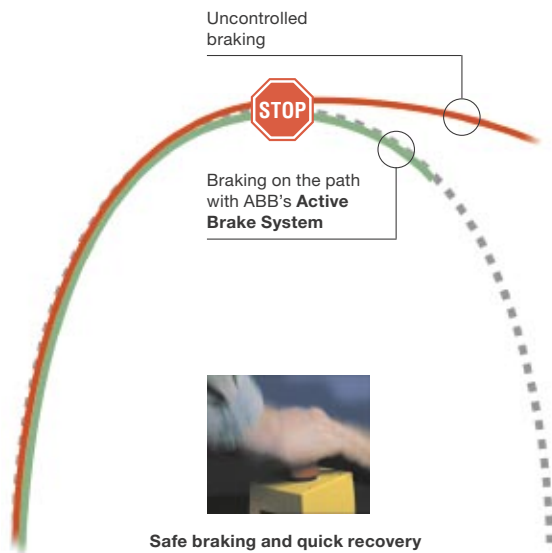 Uncontrolled
braking
STOP
Braking on the path
with ABB's Active
Brake System
Safe braking and quick recovery